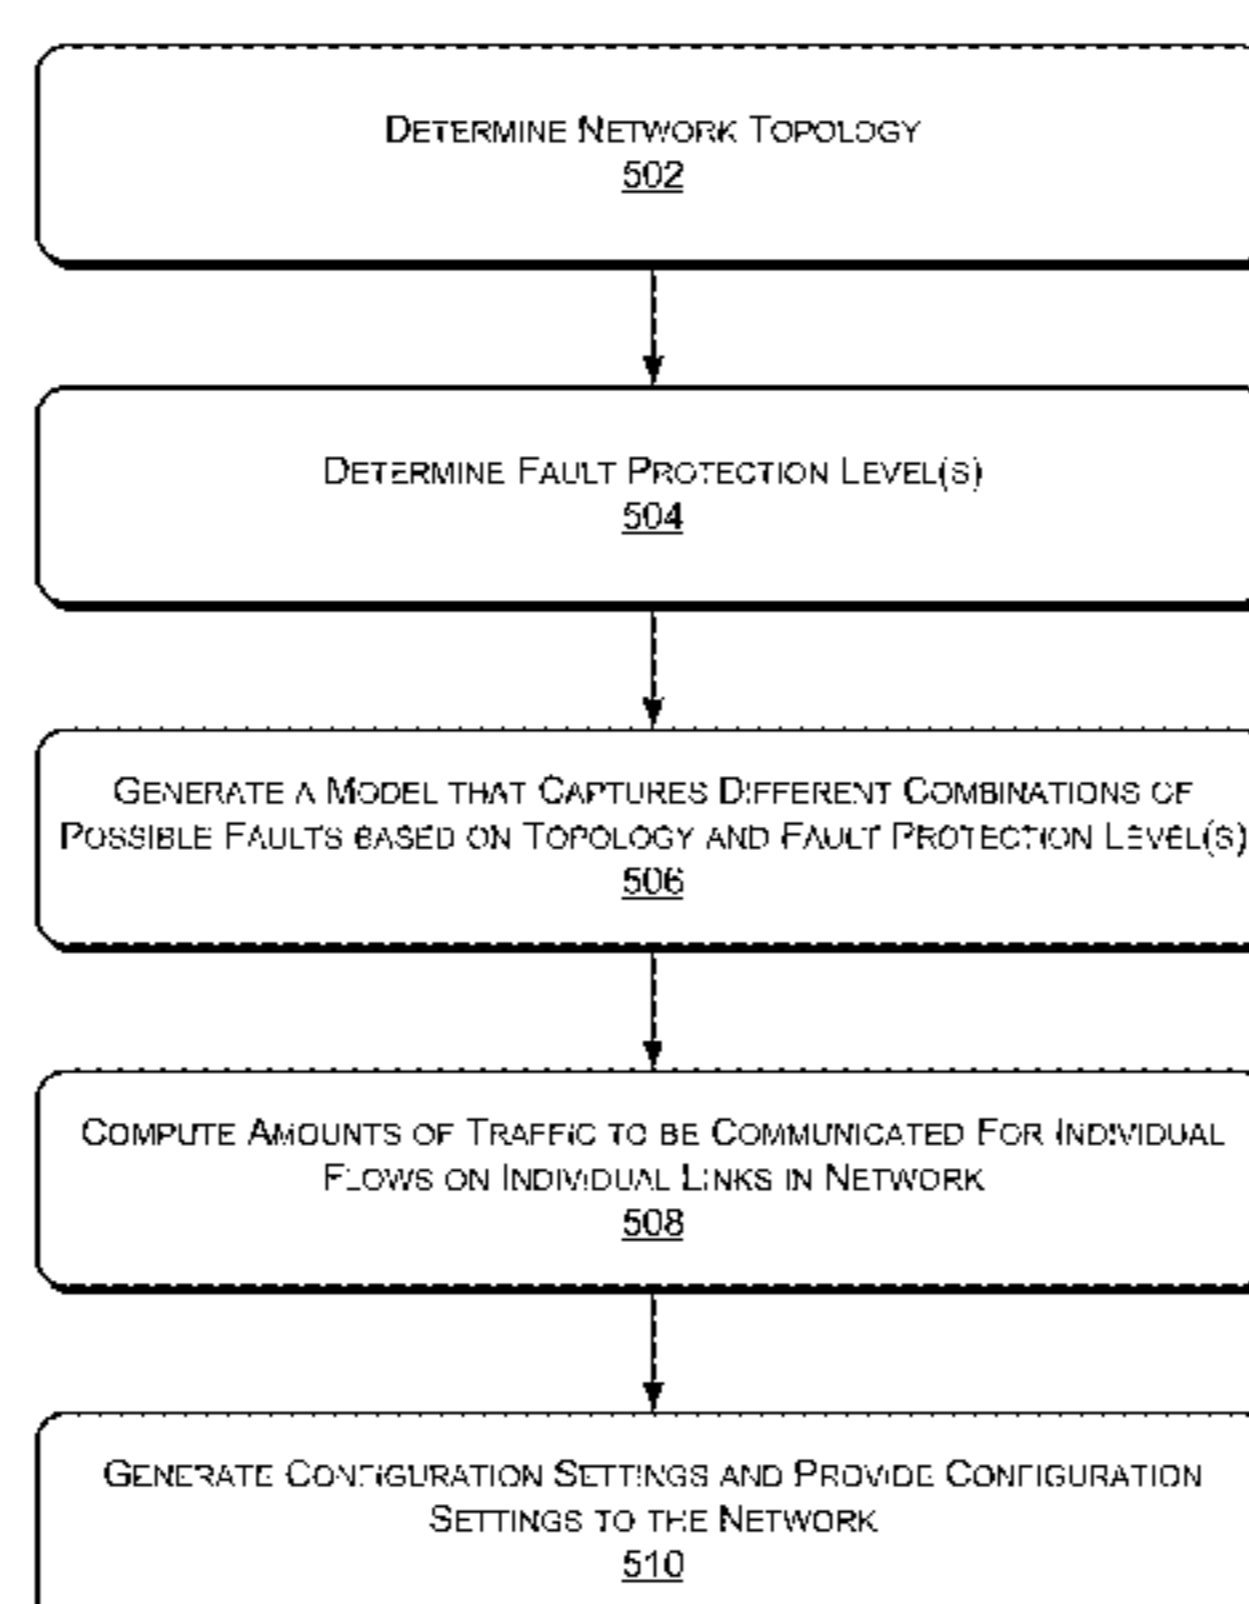 DETERMINE NETWORK TOPOLOGY
502
DETERMINE FAULT PROTECTION LEVEL(S)
504
GENERATE A MODEL THAT CAPTURES DIFFERENT COMBINATIONS OF
POSSIBLE FAULTS BASED ON TOPOLOGY AND FAULT PROTECTION LEVEL(S)
506
COMPUTE AMOUNTS OF TRAFFIC TO BE COMMUNICATED FOR INDIVIDUAL
FLOWS ON INDIVIDUAL LINKS IN NETWORK
508
GENERATE CONFIGURATION SETTINGS AND PROVIDE CONFIGURATION
SETTINGS TO THE NETWORK
510